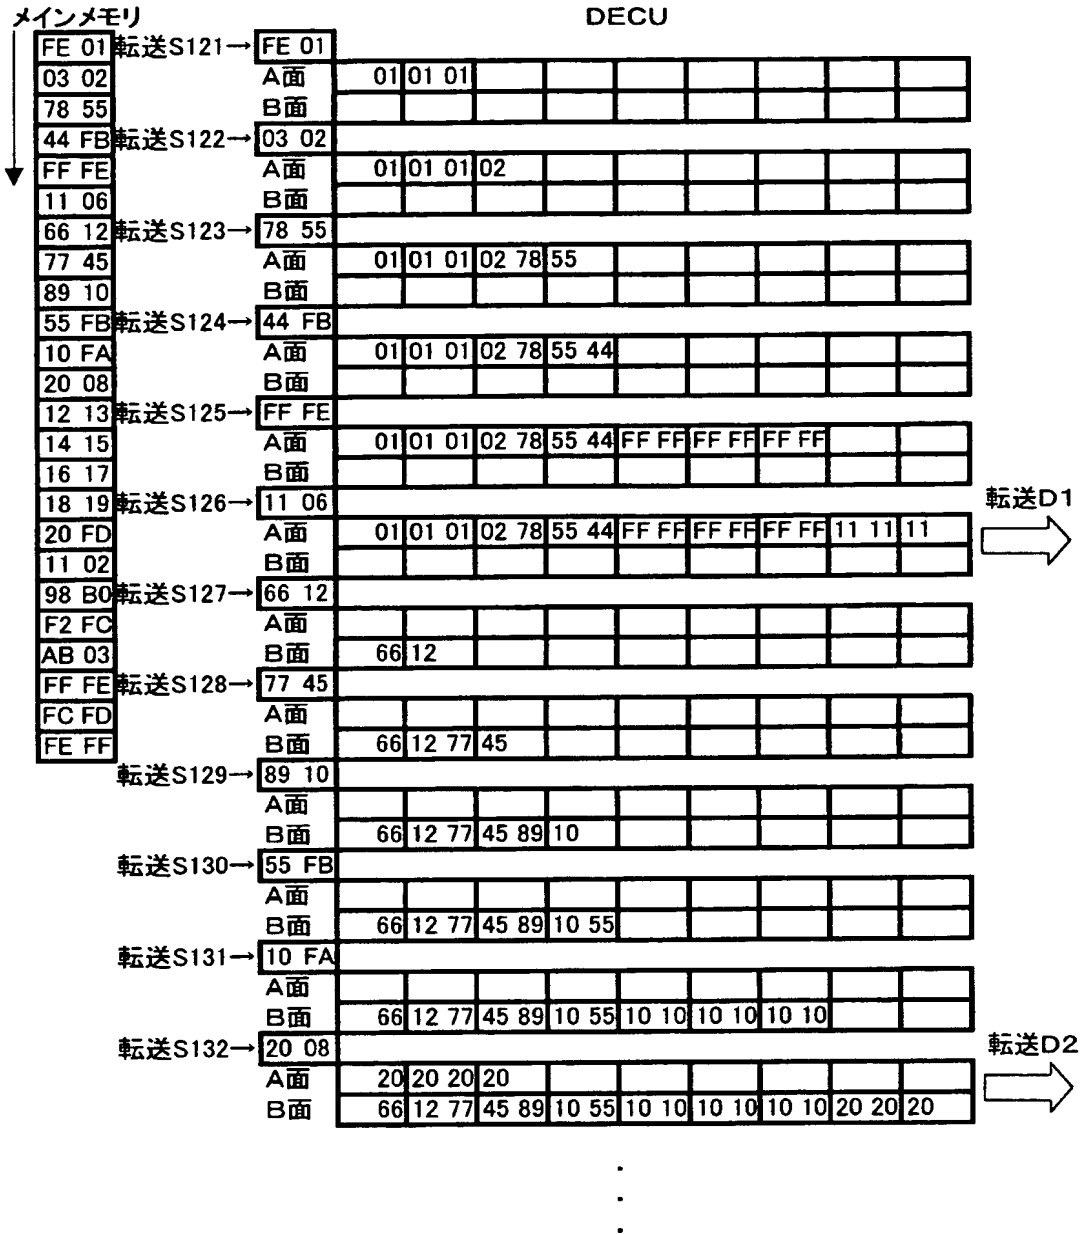 メインメモリ DECU
FE 01 転送S121→ FE 01
03 02 A面 01 01 01
78 55 B面
44 FB 転送S122→ 03 02
FF FE A面 01 01 01 02
11 06 B面
66 12 転送S123→ 78 55
77 45 A面 01 01 01 02 78 55
89 10 B面
55 FB 転送S124→ 44 FB
10 FA A面 01 01 01 02 78 55 44
20 08 B面
12 13 転送S125→ FF FE
14 15 A面 01 01 01 02 78 55 44 FF FF FF FF FF FF
16 17 B面
18 19 転送S126→ 11 06 転送D1
20 FD A面 01 01 01 02 78 55 44 FF FF FF FF FF FF 11 11 11
11 02 B面
98 B0 転送S127→ 66 12
F2 FC A面
AB 03 B面 66 12
FF FE 転送S128→ 77 45
FC FD A面
FE FF B面 66 12 77 45
転送S129→ 89 10
A面
B面 66 12 77 45 89 10
転送S130→ 55 FB
A面
B面 66 12 77 45 89 10 55
転送S131→ 10 FA
A面
B面 66 12 77 45 89 10 55 10 10 10 10 10 10
転送S132→ 20 08 転送D2
A面 20 20 20 20
B面 66 12 77 45 89 10 55 10 10 10 10 10 10 20 20 20